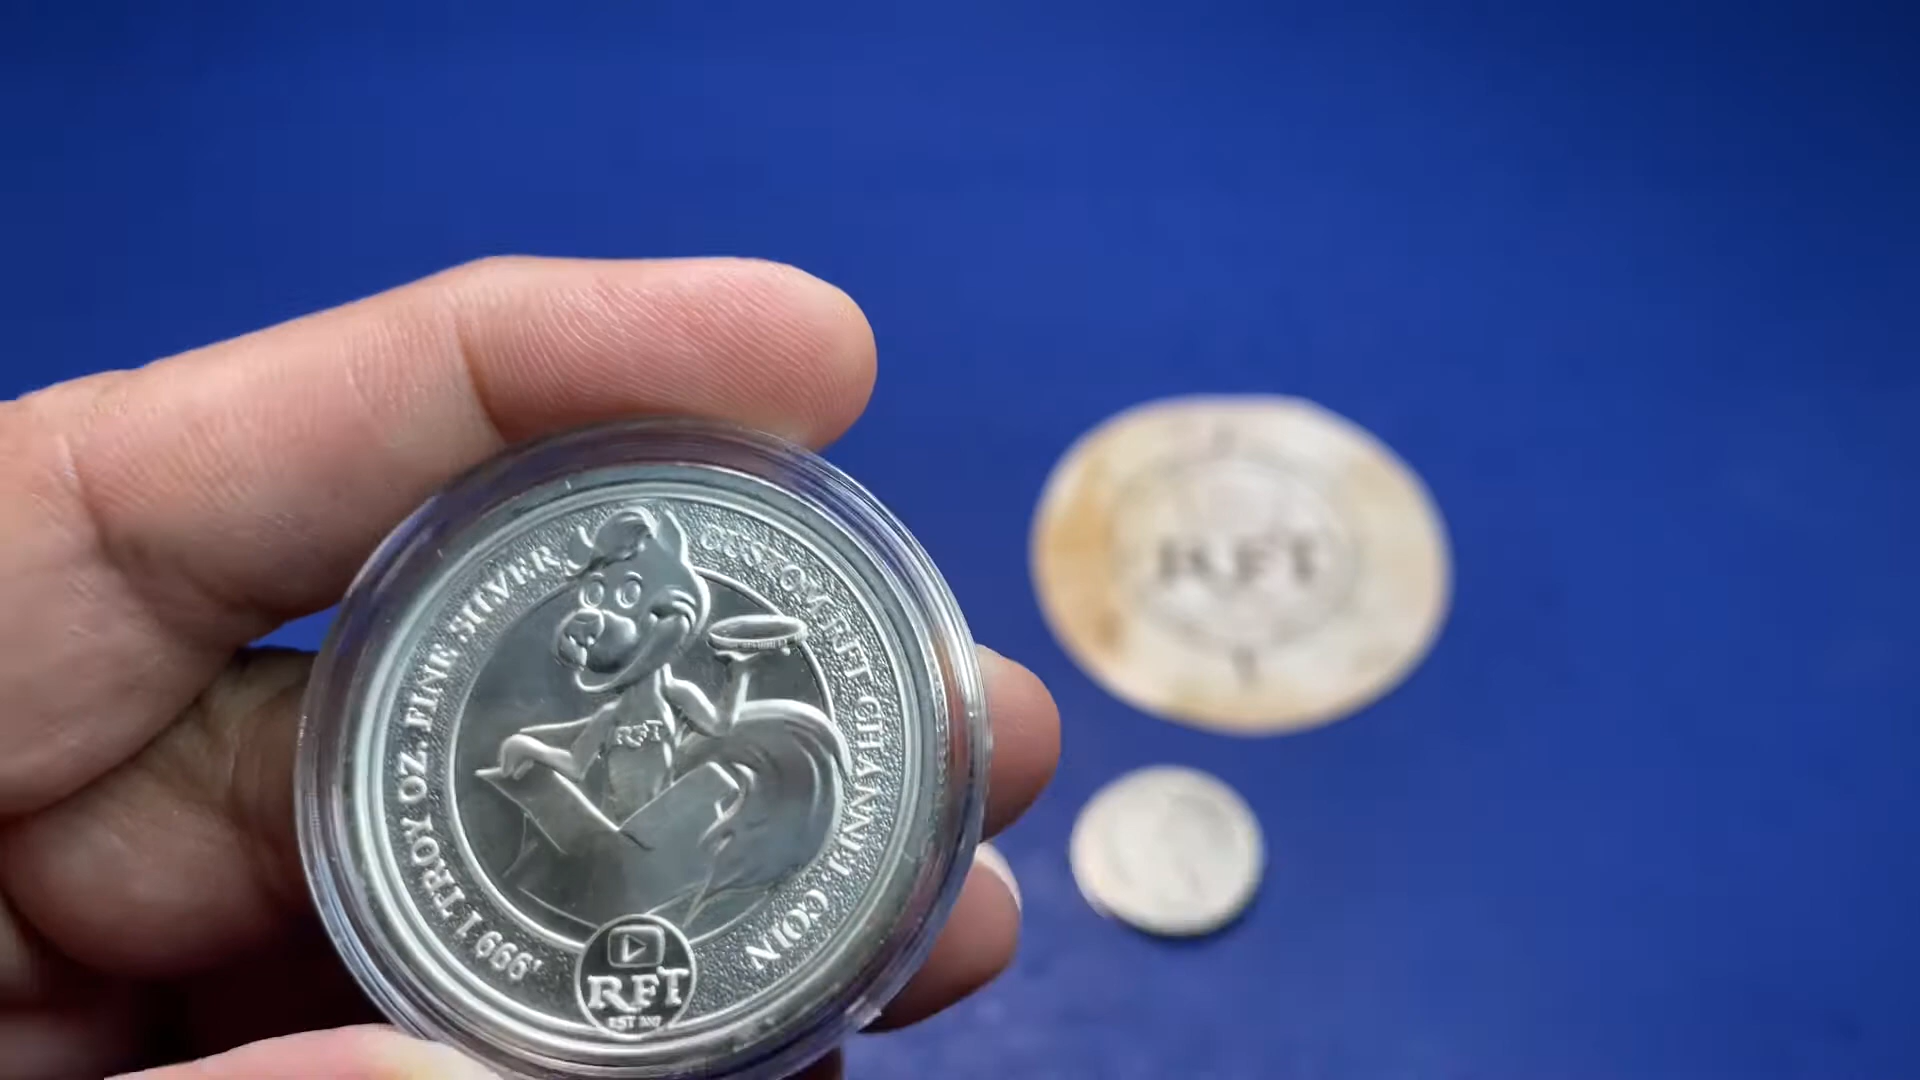 .999 1 TROY OZ. FINE SILVER
CUSTOM RFT CHANNEL COIN
RFT
RFT
RFT